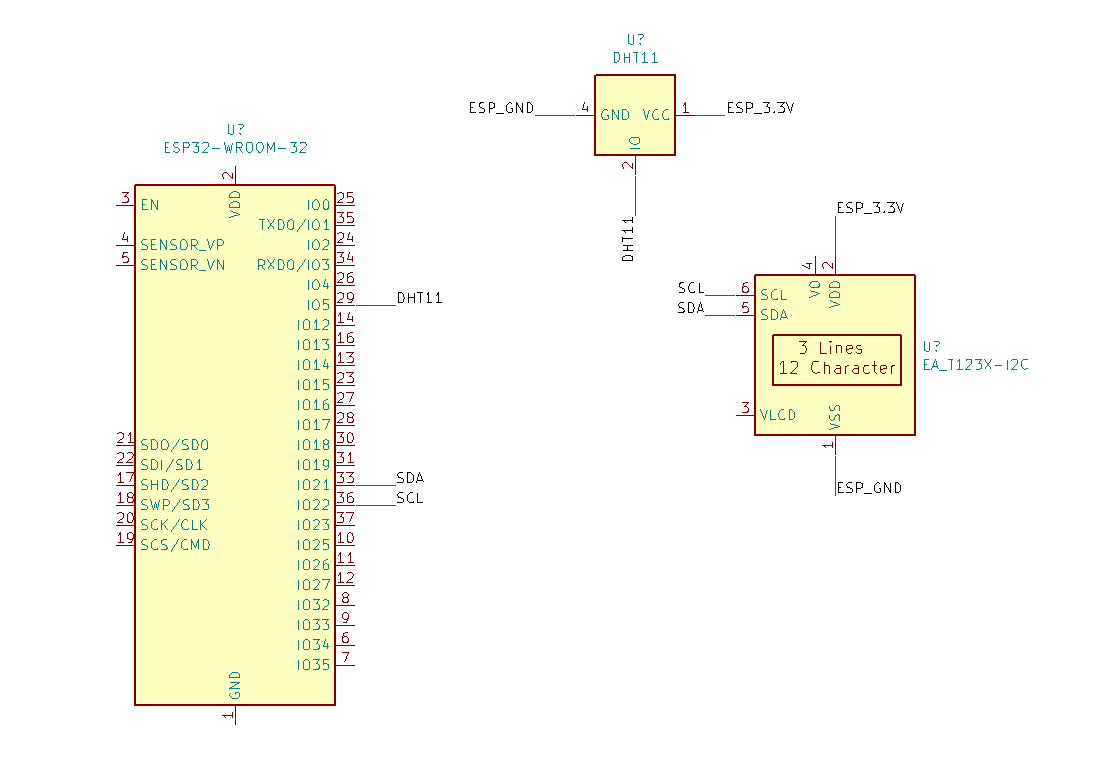 U?
DHT11
ESP_GND
4
GND
VCC
1
ESP_3.3V
IO
2
DHT11
U?
ESP32-WROOM-32
2
VDD
3
EN
IO0
25
TXD0/IO1
35
4
SENSOR_VP
IO2
24
5
SENSOR_VN
RXD0/IO3
34
IO4
26
IO5
29
DHT11
IO12
14
IO13
16
IO14
13
IO15
23
IO16
27
IO17
28
21
SDO/SD0
IO18
30
22
SDI/SD1
IO19
31
17
SHD/SD2
IO21
33
SDA
18
SWP/SD3
IO22
36
SCL
20
SCK/CLK
IO23
37
19
SCS/CMD
IO25
10
IO26
11
IO27
12
IO32
8
IO33
9
IO34
6
IO35
7
GND
1
ESP_3.3V
4
2
VO
VDD
SCL
6
SCL
SDA
5
SDA
3 Lines
12 Character
U?
EA_T123X-I2C
3
VLCD
VSS
1
ESP_GND